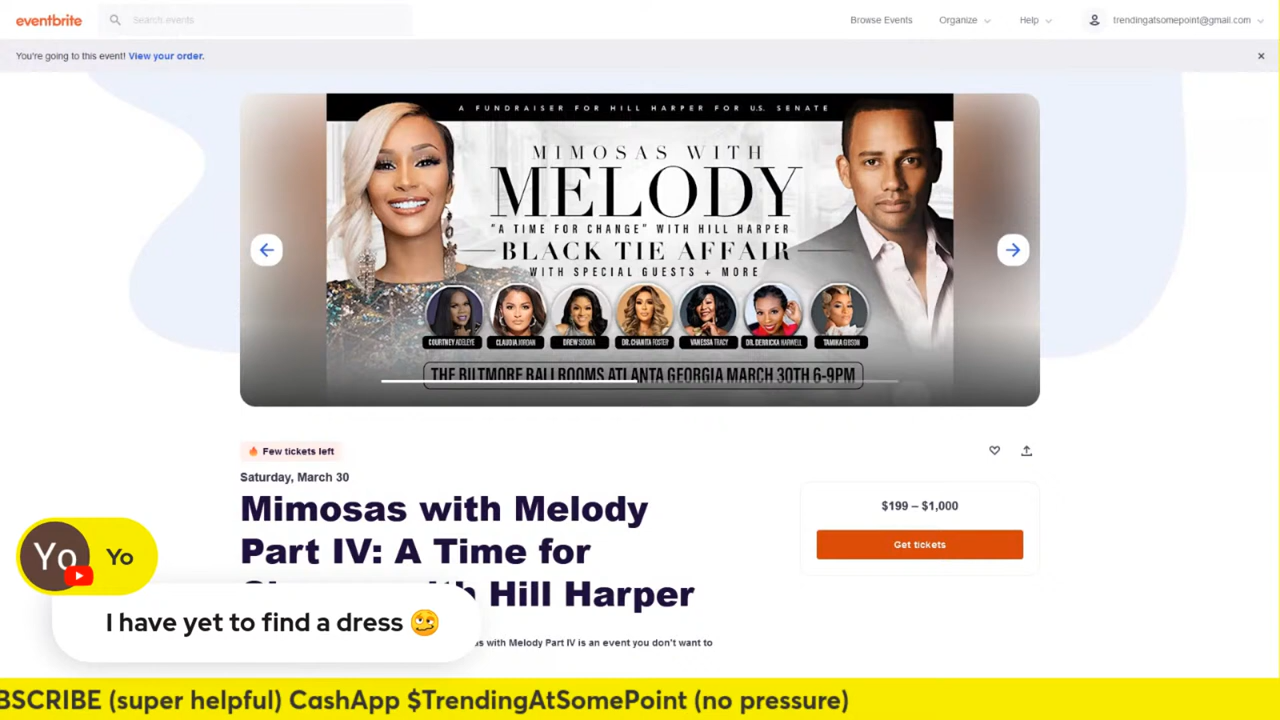 eventbrite
Search events
Browse Events
Organize
Help
trendingatsomepoint@gmail.com
You're going to this event! View your order.
A FUNDRAISER FOR HILL HARPER FOR U.S. SENATE
MIMOSAS WITH
MELODY
"A TIME FOR CHANGE" WITH HILL HARPER
BLACK TIE AFFAIR
WITH SPECIAL GUESTS + MORE
COURTNEY ADELEYE
CLAUDIA JORDAN
DREW SIDORA
DR. CHANITA FOSTER
VANESSA TRACY
DR. DERRICKA HARWELL
TAMIKA GIBSON
THE BILTMORE BALLROOMS ATLANTA GEORGIA MARCH 30TH 6-9PM
Few tickets left
Saturday, March 30
Mimosas with Melody
Part IV: A Time for
Hill Harper
s with Melody Part IV is an event you don't want to
$199 – $1,000
Get tickets
Yo
Yo
I have yet to find a dress 🥴
BSCRIBE (super helpful) CashApp $TrendingAtSomePoint (no pressure)